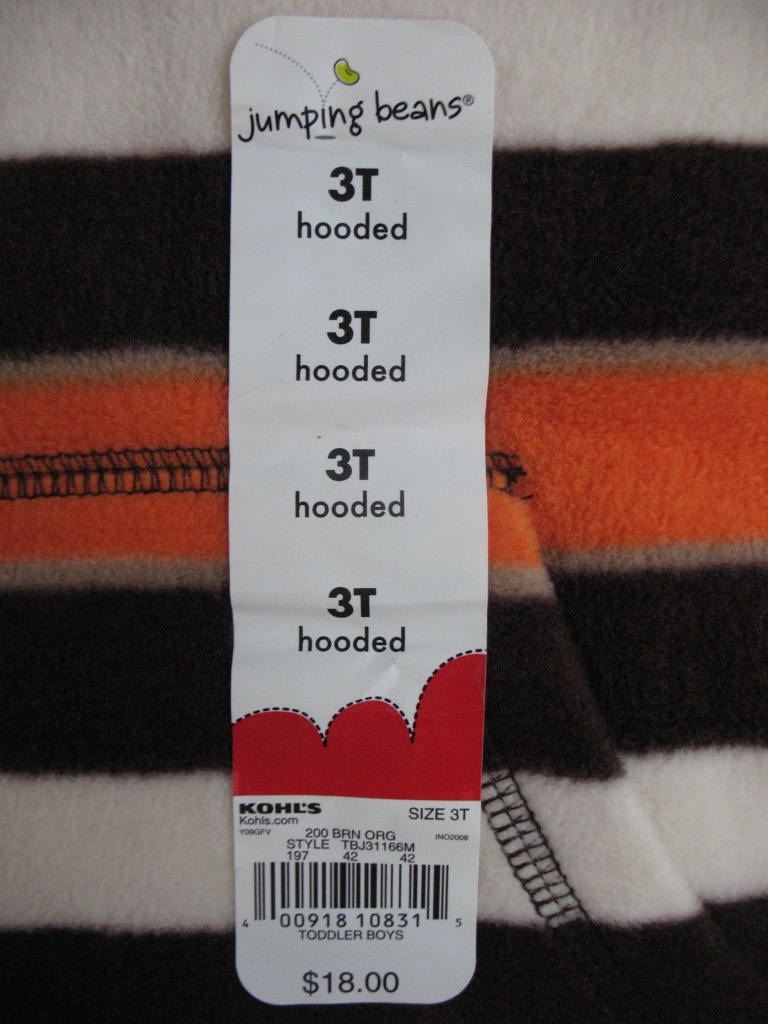 jumping beans®
3T
hooded
3T
hooded
3T
hooded
3T
hooded
KOHL'S
SIZE 3T
Kohls.com
Y09GFV
200 BRN ORG
INO2008
STYLE TBJ31166M
197 42 42
4 00918 10831 5
TODDLER BOYS
$18.00